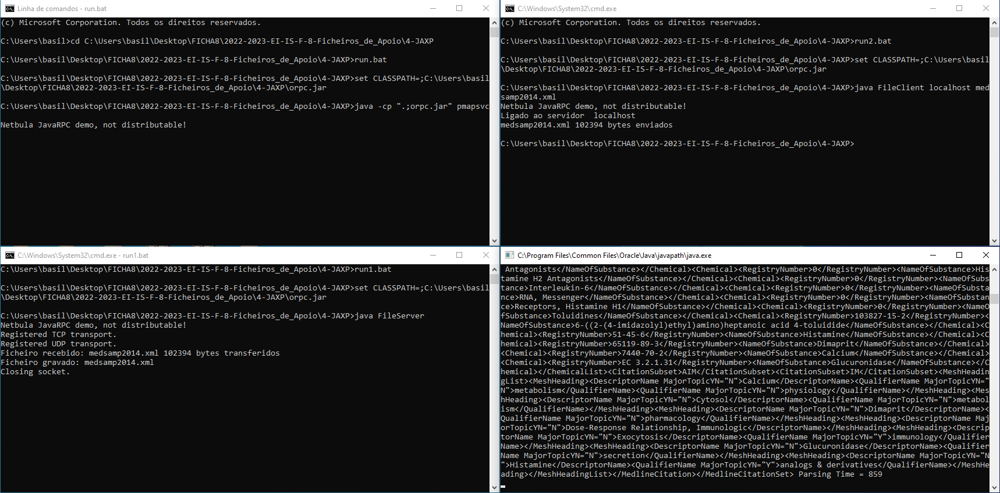 Linha de comandos - run.bat
(c) Microsoft Corporation. Todos os direitos reservados.
C:\Users\basil>cd C:\Users\basil\Desktop\FICHA8\2022-2023-EI-IS-F-8-Ficheiros_de_Apoio\4-JAXP
C:\Users\basil\Desktop\FICHA8\2022-2023-EI-IS-F-8-Ficheiros_de_Apoio\4-JAXP>run.bat
C:\Users\basil\Desktop\FICHA8\2022-2023-EI-IS-F-8-Ficheiros_de_Apoio\4-JAXP>set CLASSPATH=;C:\Users\basil
\Desktop\FICHA8\2022-2023-EI-IS-F-8-Ficheiros_de_Apoio\4-JAXP\orpc.jar
C:\Users\basil\Desktop\FICHA8\2022-2023-EI-IS-F-8-Ficheiros_de_Apoio\4-JAXP>java -cp ".;orpc.jar" pmapsvc
Netbula JavaRPC demo, not distributable!
C:\Windows\System32\cmd.exe
(c) Microsoft Corporation. Todos os direitos reservados.
C:\Users\basil\Desktop\FICHA8\2022-2023-EI-IS-F-8-Ficheiros_de_Apoio\4-JAXP>run2.bat
C:\Users\basil\Desktop\FICHA8\2022-2023-EI-IS-F-8-Ficheiros_de_Apoio\4-JAXP>set CLASSPATH=;C:\Users\basil
\Desktop\FICHA8\2022-2023-EI-IS-F-8-Ficheiros_de_Apoio\4-JAXP\orpc.jar
C:\Users\basil\Desktop\FICHA8\2022-2023-EI-IS-F-8-Ficheiros_de_Apoio\4-JAXP>java FileClient localhost med
samp2014.xml
Netbula JavaRPC demo, not distributable!
Ligado ao servidor  localhost
medsamp2014.xml 102394 bytes enviados
C:\Users\basil\Desktop\FICHA8\2022-2023-EI-IS-F-8-Ficheiros_de_Apoio\4-JAXP>
C:\Windows\System32\cmd.exe - run1.bat
C:\Users\basil\Desktop\FICHA8\2022-2023-EI-IS-F-8-Ficheiros_de_Apoio\4-JAXP>run1.bat
C:\Users\basil\Desktop\FICHA8\2022-2023-EI-IS-F-8-Ficheiros_de_Apoio\4-JAXP>set CLASSPATH=;C:\Users\basil
\Desktop\FICHA8\2022-2023-EI-IS-F-8-Ficheiros_de_Apoio\4-JAXP\orpc.jar
C:\Users\basil\Desktop\FICHA8\2022-2023-EI-IS-F-8-Ficheiros_de_Apoio\4-JAXP>java FileServer
Netbula JavaRPC demo, not distributable!
Registered TCP transport.
Registered UDP transport.
Ficheiro recebido: medsamp2014.xml 102394 bytes transferidos
Ficheiro gravado: medsamp2014.xml
Closing socket.
C:\Program Files\Common Files\Oracle\Java\javapath\java.exe
Antagonists</NameOfSubstance></Chemical><Chemical><RegistryNumber>0</RegistryNumber><NameOfSubstance>His
tamine H2 Antagonists</NameOfSubstance></Chemical><Chemical><RegistryNumber>0</RegistryNumber><NameOfSubs
tance>Interleukin-6</NameOfSubstance></Chemical><Chemical><RegistryNumber>0</RegistryNumber><NameOfSubsta
nce>RNA, Messenger</NameOfSubstance></Chemical><Chemical><RegistryNumber>0</RegistryNumber><NameOfSubstan
ce>Receptors, Histamine H1</NameOfSubstance></Chemical><Chemical><RegistryNumber>0</RegistryNumber><NameO
fSubstance>Toluidines</NameOfSubstance></Chemical><Chemical><RegistryNumber>103827-15-2</RegistryNumber><
NameOfSubstance>6-((2-(4-imidazolyl)ethyl)amino)heptanoic acid 4-toluidide</NameOfSubstance></Chemical><C
hemical><RegistryNumber>51-45-6</RegistryNumber><NameOfSubstance>Histamine</NameOfSubstance></Chemical><C
hemical><RegistryNumber>65119-89-3</RegistryNumber><NameOfSubstance>Dimaprit</NameOfSubstance></Chemical>
<Chemical><RegistryNumber>7440-70-2</RegistryNumber><NameOfSubstance>Calcium</NameOfSubstance></Chemical>
<Chemical><RegistryNumber>EC 3.2.1.31</RegistryNumber><NameOfSubstance>Glucuronidase</NameOfSubstance></C
hemical></ChemicalList><CitationSubset>AIM</CitationSubset><CitationSubset>IM</CitationSubset><MeshHeadin
gList><MeshHeading><DescriptorName MajorTopicYN="N">Calcium</DescriptorName><QualifierName MajorTopicYN="
N">metabolism</QualifierName><QualifierName MajorTopicYN="N">physiology</QualifierName></MeshHeading><Mes
hHeading><DescriptorName MajorTopicYN="N">Cytosol</DescriptorName><QualifierName MajorTopicYN="N">metabol
ism</QualifierName></MeshHeading><MeshHeading><DescriptorName MajorTopicYN="N">Dimaprit</DescriptorName><
QualifierName MajorTopicYN="N">pharmacology</QualifierName></MeshHeading><MeshHeading><DescriptorName Maj
orTopicYN="N">Dose-Response Relationship, Immunologic</DescriptorName></MeshHeading><MeshHeading><Descrip
torName MajorTopicYN="N">Exocytosis</DescriptorName><QualifierName MajorTopicYN="Y">immunology</Qualifier
Name></MeshHeading><MeshHeading><DescriptorName MajorTopicYN="N">Glucuronidase</DescriptorName><Qualifier
Name MajorTopicYN="N">secretion</QualifierName></MeshHeading><MeshHeading><DescriptorName MajorTopicYN="N
">Histamine</DescriptorName><QualifierName MajorTopicYN="Y">analogs & derivatives</QualifierName></MeshHe
ading></MeshHeadingList></MedlineCitation></MedlineCitationSet> Parsing Time = 859